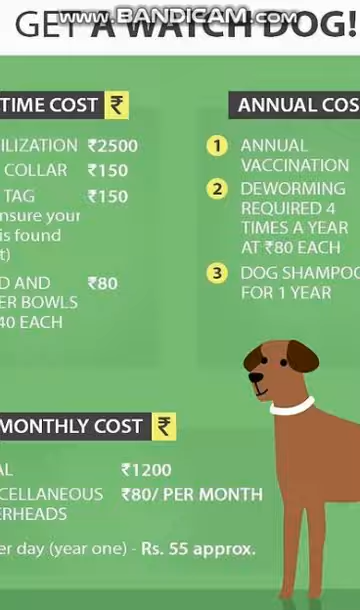 GET A WATCH DOG!
www.BANDICAM.com
TIME COST ₹
ILIZATION ₹2500
COLLAR ₹150
TAG ₹150
nsure your
is found
t)
D AND ₹80
ER BOWLS
40 EACH
ANNUAL COS
1 ANNUAL
VACCINATION
2 DEWORMING
REQUIRED 4
TIMES A YEAR
AT ₹80 EACH
3 DOG SHAMPOO
FOR 1 YEAR
MONTHLY COST ₹
AL ₹1200
CELLANEOUS ₹80/ PER MONTH
ERHEADS
er day (year one) - Rs. 55 approx.